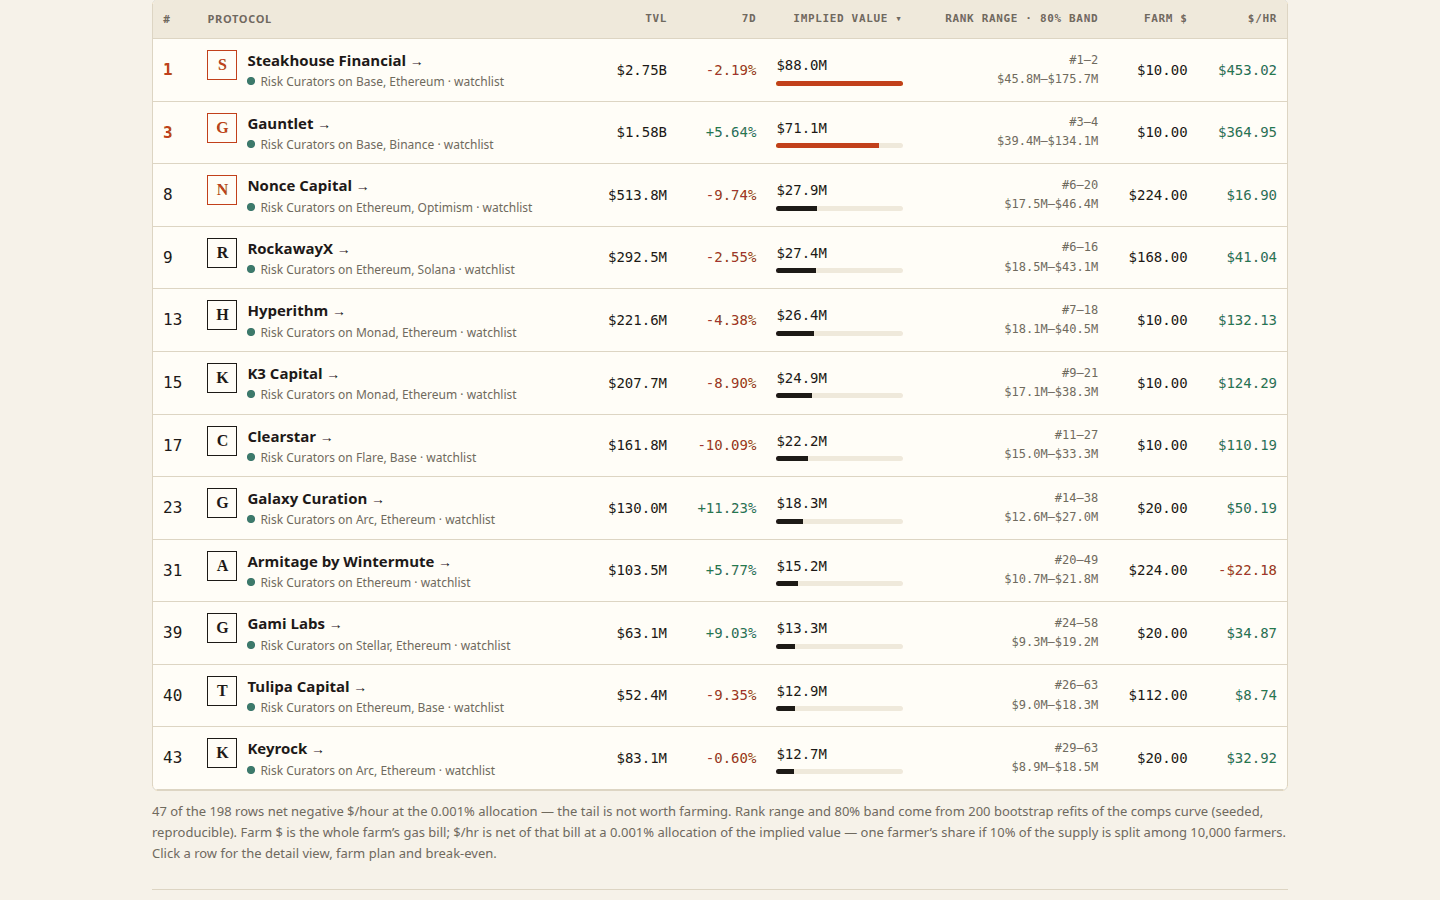 # PROTOCOL TVL 7D IMPLIED VALUE ▾ RANK RANGE · 80% BAND FARM $ $/HR
1 S Steakhouse Financial → $2.75B -2.19% $88.0M #1–2 $10.00 $453.02
Risk Curators on Base, Ethereum · watchlist $45.8M–$175.7M
3 G Gauntlet → $1.58B +5.64% $71.1M #3–4 $10.00 $364.95
Risk Curators on Base, Binance · watchlist $39.4M–$134.1M
8 N Nonce Capital → $513.8M -9.74% $27.9M #6–20 $224.00 $16.90
Risk Curators on Ethereum, Optimism · watchlist $17.5M–$46.4M
9 R RockawayX → $292.5M -2.55% $27.4M #6–16 $168.00 $41.04
Risk Curators on Ethereum, Solana · watchlist $18.5M–$43.1M
13 H Hyperithm → $221.6M -4.38% $26.4M #7–18 $10.00 $132.13
Risk Curators on Monad, Ethereum · watchlist $18.1M–$40.5M
15 K K3 Capital → $207.7M -8.90% $24.9M #9–21 $10.00 $124.29
Risk Curators on Monad, Ethereum · watchlist $17.1M–$38.3M
17 C Clearstar → $161.8M -10.09% $22.2M #11–27 $10.00 $110.19
Risk Curators on Flare, Base · watchlist $15.0M–$33.3M
23 G Galaxy Curation → $130.0M +11.23% $18.3M #14–38 $20.00 $50.19
Risk Curators on Arc, Ethereum · watchlist $12.6M–$27.0M
31 A Armitage by Wintermute → $103.5M +5.77% $15.2M #20–49 $224.00 -$22.18
Risk Curators on Ethereum · watchlist $10.7M–$21.8M
39 G Gami Labs → $63.1M +9.03% $13.3M #24–58 $20.00 $34.87
Risk Curators on Stellar, Ethereum · watchlist $9.3M–$19.2M
40 T Tulipa Capital → $52.4M -9.35% $12.9M #26–63 $112.00 $8.74
Risk Curators on Ethereum, Base · watchlist $9.0M–$18.3M
43 K Keyrock → $83.1M -0.60% $12.7M #29–63 $20.00 $32.92
Risk Curators on Arc, Ethereum · watchlist $8.9M–$18.5M
47 of the 198 rows net negative $/hour at the 0.001% allocation — the tail is not worth farming. Rank range and 80% band come from 200 bootstrap refits of the comps curve (seeded,
reproducible). Farm $ is the whole farm's gas bill; $/hr is net of that bill at a 0.001% allocation of the implied value — one farmer's share if 10% of the supply is split among 10,000 farmers.
Click a row for the detail view, farm plan and break-even.